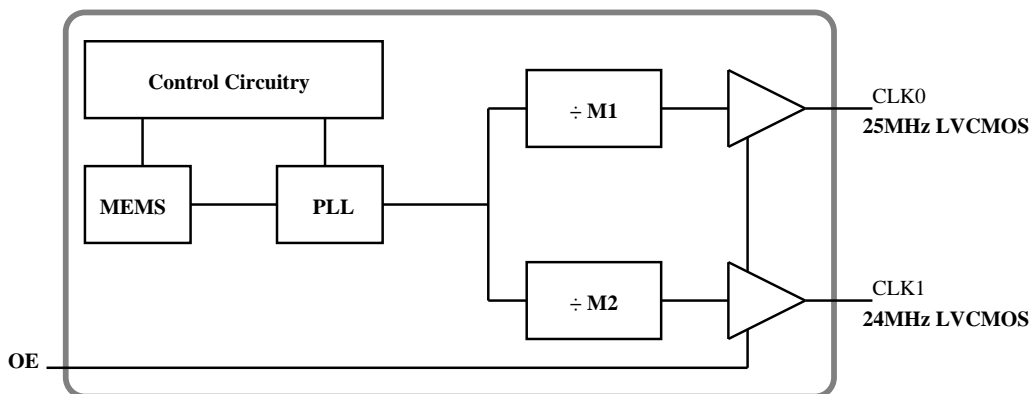 Control Circuitry
÷ M1
CLK0
25MHz LVCMOS
MEMS
PLL
÷ M2
CLK1
24MHz LVCMOS
OE